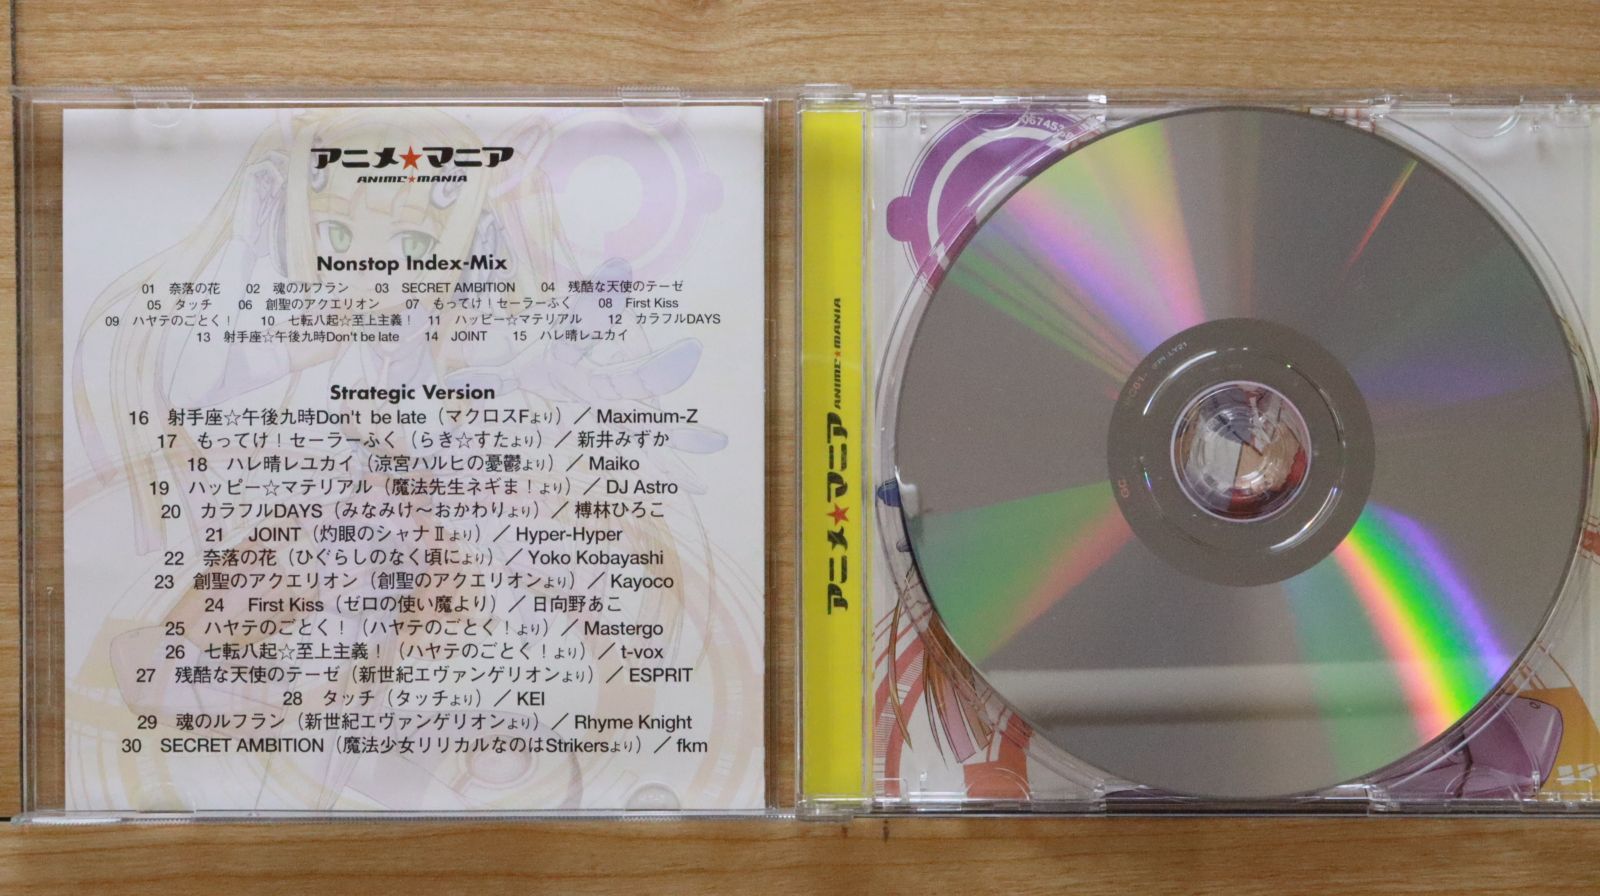 アニメ★マニア
ANIME★MANIA
Nonstop Index-Mix
01 奈落の花 02 魂のルフラン 03 SECRET AMBITION 04 残酷な天使のテーゼ
05 タッチ 06 創聖のアクエリオン 07 もってけ！セーラーふく 08 First Kiss
09 ハヤテのごとく！ 10 七転八起☆至上主義！ 11 ハッピー☆マテリアル 12 カラフルDAYS
13 射手座☆午後九時Don't be late 14 JOINT 15 ハレ晴レユカイ
Strategic Version
16 射手座☆午後九時Don't be late（マクロスFより）／Maximum-Z
17 もってけ！セーラーふく（らき☆すたより）／新井みずか
18 ハレ晴レユカイ（涼宮ハルヒの憂鬱より）／Maiko
19 ハッピー☆マテリアル（魔法先生ネギま！より）／DJ Astro
20 カラフルDAYS（みなみけ～おかわりより）／榑林ひろこ
21 JOINT（灼眼のシャナⅡより）／Hyper-Hyper
22 奈落の花（ひぐらしのなく頃により）／Yoko Kobayashi
23 創聖のアクエリオン（創聖のアクエリオンより）／Kayoco
24 First Kiss（ゼロの使い魔より）／日向野あこ
25 ハヤテのごとく！（ハヤテのごとく！より）／Mastergo
26 七転八起☆至上主義！（ハヤテのごとく！より）／t-vox
27 残酷な天使のテーゼ（新世紀エヴァンゲリオンより）／ESPRIT
28 タッチ（タッチより）／KEI
29 魂のルフラン（新世紀エヴァンゲリオンより）／Rhyme Knight
30 SECRET AMBITION（魔法少女リリカルなのはStrikersより）／fkm
アニメ★マニア ANIME★MANIA